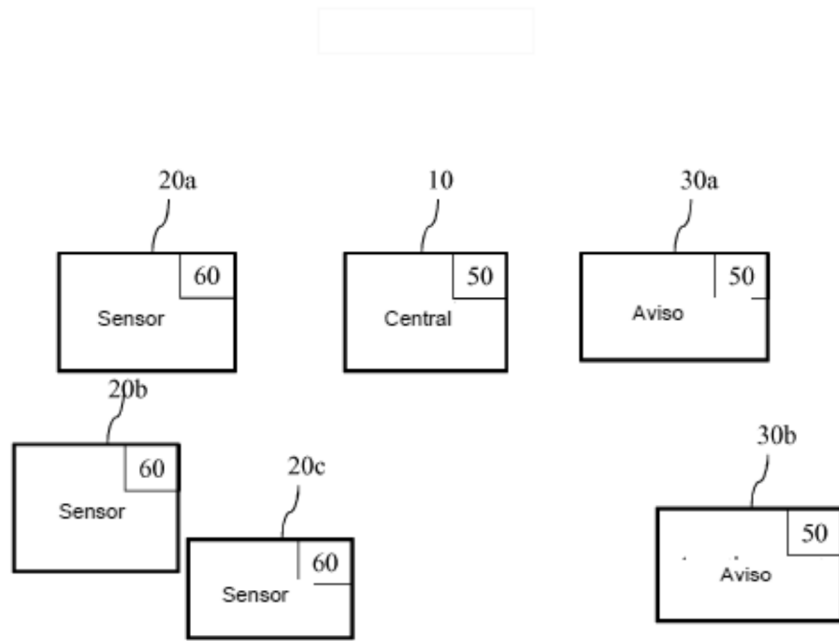 20a 10 30a
60 50 50
Sensor Central Aviso
20b
30b
60 20c
Sensor 50
60 Aviso
Sensor